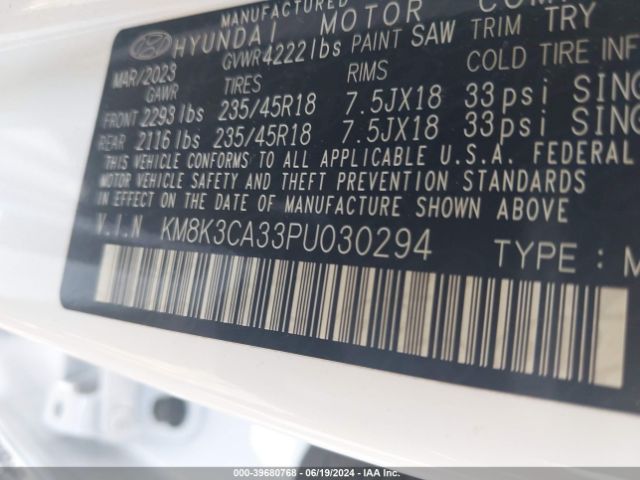 MANUFACTURED
HYUNDAI MOTOR COMP
MAR/2023 GVWR 4222 lbs PAINT SAW TRIM TRY
GAWR TIRES RIMS COLD TIRE INF
FRONT 2293 lbs 235/45R18 7.5JX18 33psi SING
REAR 2116 lbs 235/45R18 7.5JX18 33psi SING
THIS VEHICLE CONFORMS TO ALL APPLICABLE U.S.A. FEDERAL
MOTOR VEHICLE SAFETY AND THEFT PREVENTION STANDARDS
IN EFFECT ON THE DATE OF MANUFACTURE SHOWN ABOVE.
V.I.N KM8K3CA33PU030294 TYPE: M
000-39680768 - 06/19/2024 - IAA Inc.